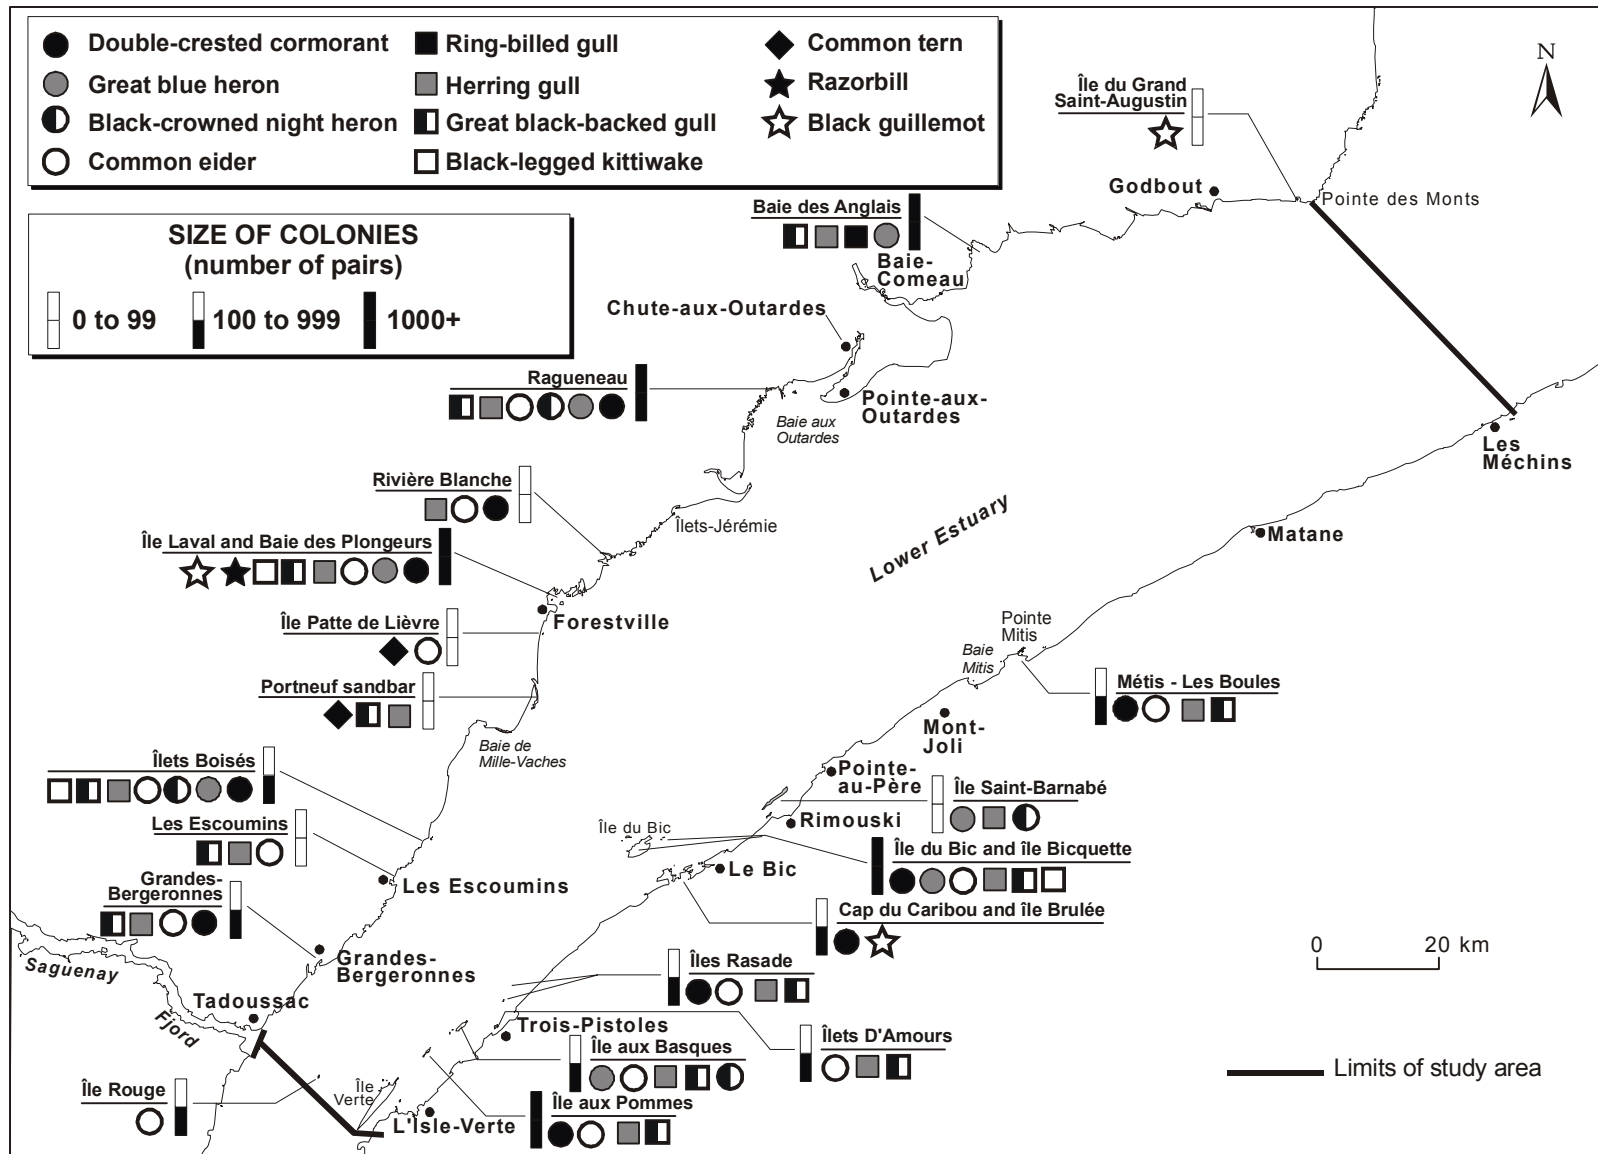 Double-crested cormorant
Great blue heron
Black-crowned night heron
Common eider
Ring-billed gull
Herring gull
Great black-backed gull
Black-legged kittiwake
Common tern
Razorbill
Black guillemot
SIZE OF COLONIES
(number of pairs)
0 to 99
100 to 999
1000+
N
Île du Grand
Saint-Augustin
Godbout
Pointe des Monts
Baie des Anglais
Baie-
Comeau
Chute-aux-Outardes
Ragueneau
Pointe-aux-
Outardes
Baie aux
Outardes
Les
Méchins
Rivière Blanche
Îlets-Jérémie
Lower Estuary
Matane
Île Laval and Baie des Plongeurs
Forestville
Île Patte de Lièvre
Pointe
Mitis
Baie
Mitis
Portneuf sandbar
Métis - Les Boules
Mont-
Joli
Baie de
Mille-Vaches
Îlets Boisés
Pointe-
au-Père
Île Saint-Barnabé
Les Escoumins
Île du Bic
Rimouski
Île du Bic and île Bicquette
Le Bic
Grandes-
Bergeronnes
Les Escoumins
Cap du Caribou and île Brulée
0 20 km
Grandes-
Bergeronnes
Îles Rasade
Saguenay
Fjord
Tadoussac
Trois-Pistoles
Îlets D'Amours
Île aux Basques
Limits of study area
Île Rouge
Île
Verte
L'Isle-Verte
Île aux Pommes